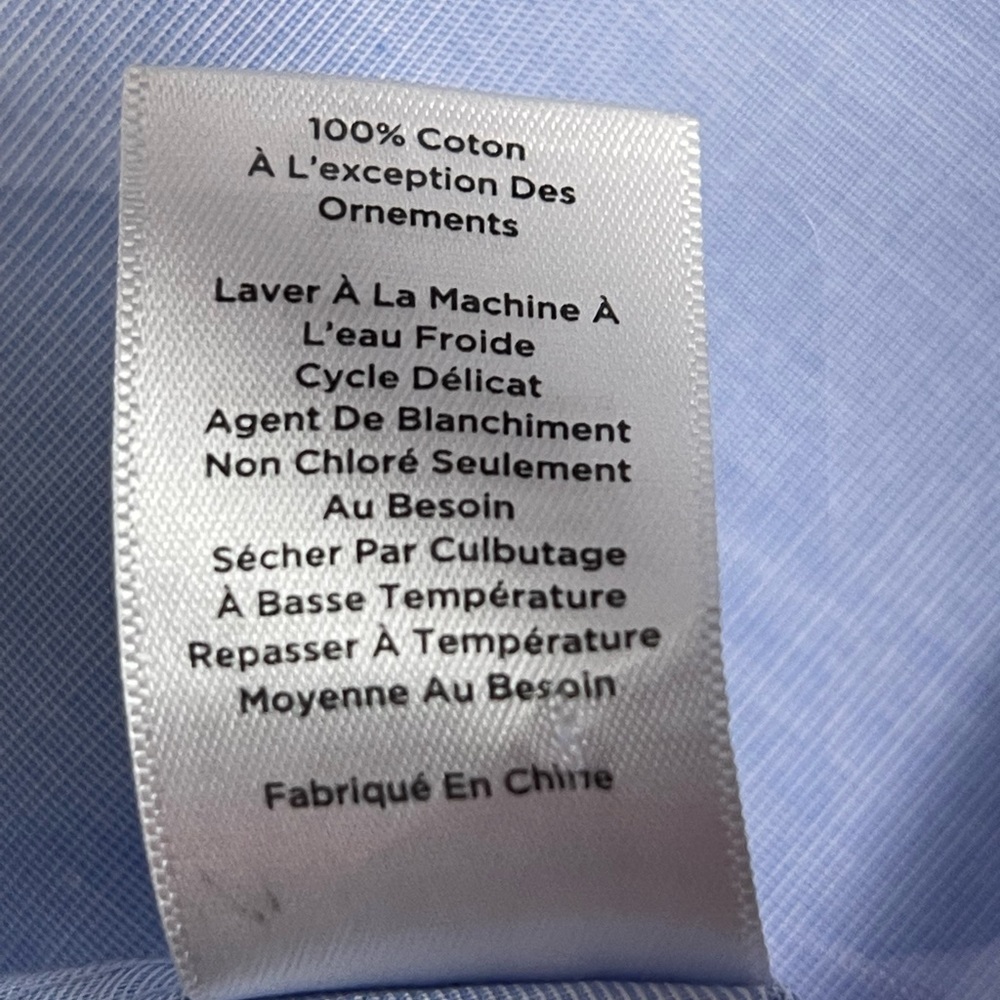 100% Coton
À L'exception Des
Ornements
Laver À La Machine À
L'eau Froide
Cycle Délicat
Agent De Blanchiment
Non Chloré Seulement
Au Besoin
Sécher Par Culbutage
À Basse Température
Repasser À Température
Moyenne Au Besoin
Fabriqué En Chine